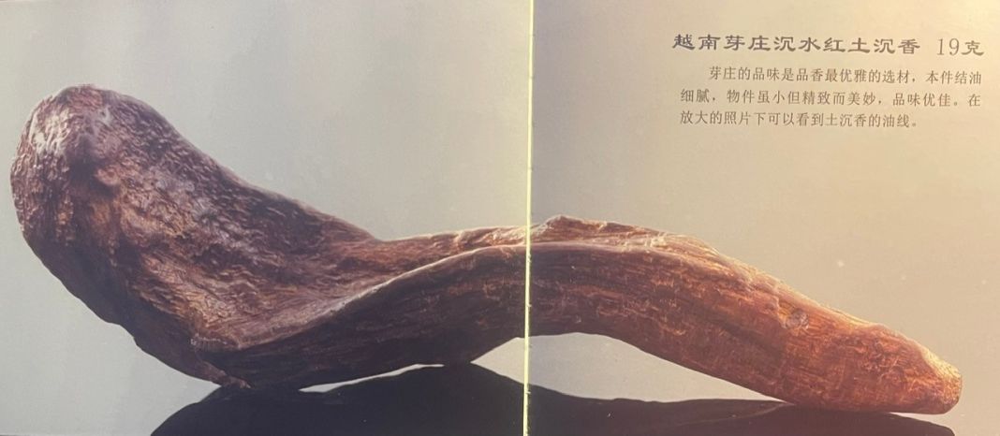 越南芽庄沉水红土沉香 19克
芽庄的品味是品香最优雅的选材，本件结油
细腻，物件虽小但精致而美妙，品味优佳。在
放大的照片下可以看到土沉香的油线。